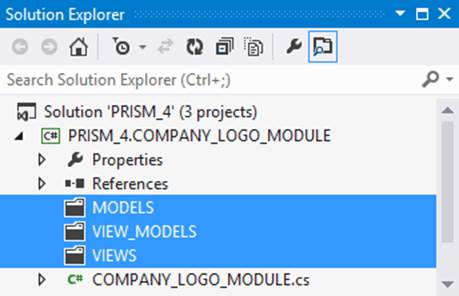 Solution Explorer
Search Solution Explorer (Ctrl+;)
Solution 'PRISM_4' (3 projects)
C# PRISM_4.COMPANY_LOGO_MODULE
Properties
References
MODELS
VIEW_MODELS
VIEWS
C# COMPANY_LOGO_MODULE.cs